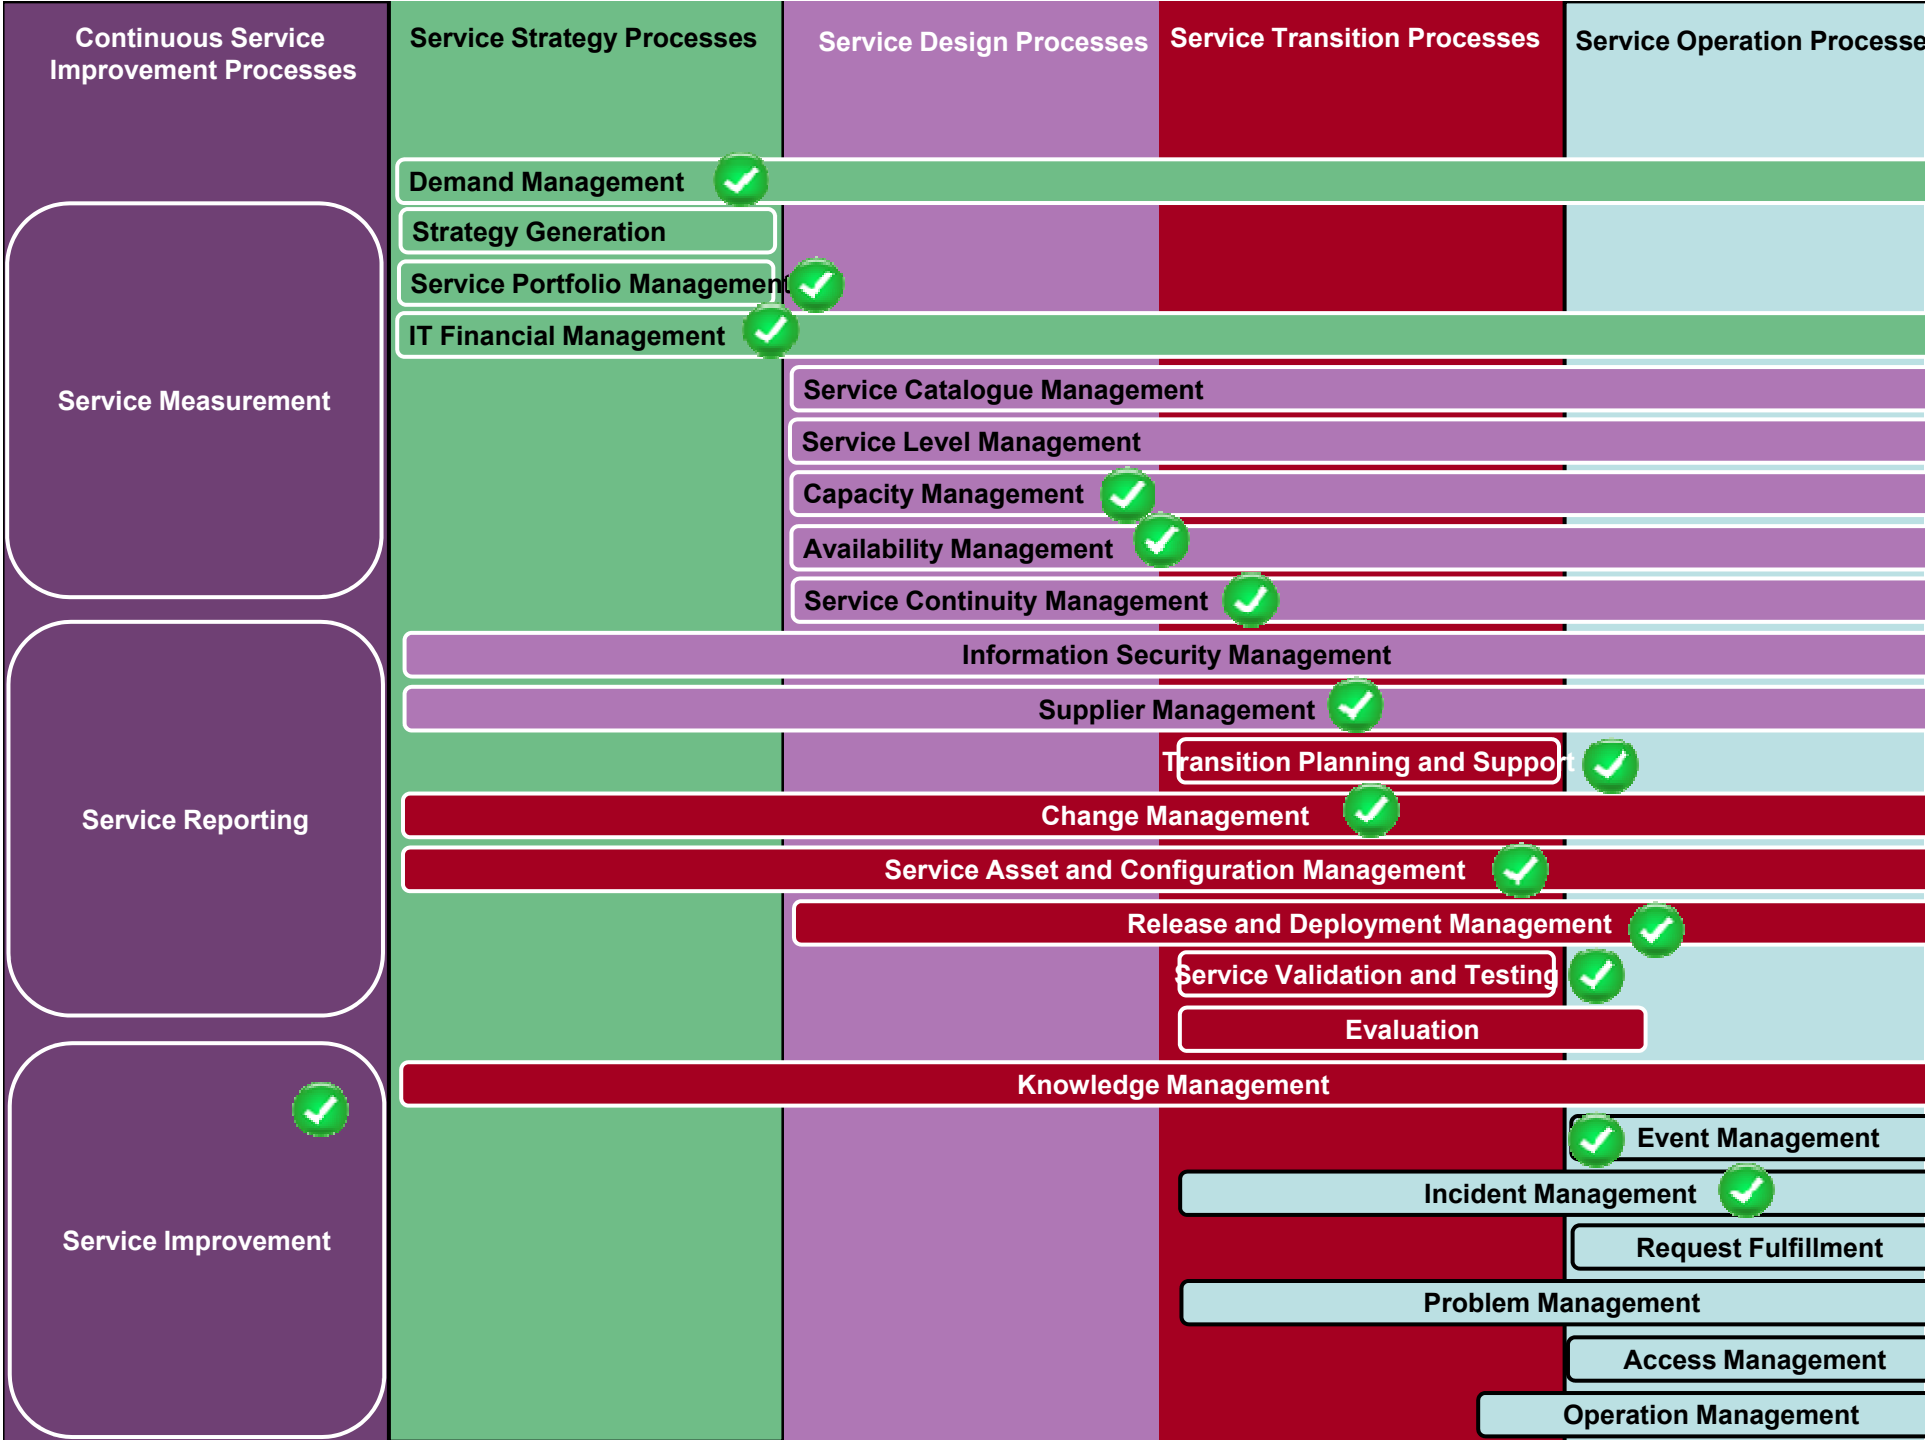 Continuous Service
Improvement Processes
Service Strategy Processes
Service Design Processes
Service Transition Processes
Service Operation Processe
Demand Management
Strategy Generation
Service Portfolio Management
IT Financial Management
Service Measurement
Service Catalogue Management
Service Level Management
Capacity Management
Availability Management
Service Continuity Management
Information Security Management
Supplier Management
Transition Planning and Support
Service Reporting
Change Management
Service Asset and Configuration Management
Release and Deployment Management
Service Validation and Testing
Evaluation
Knowledge Management
Event Management
Incident Management
Service Improvement
Request Fulfillment
Problem Management
Access Management
Operation Management